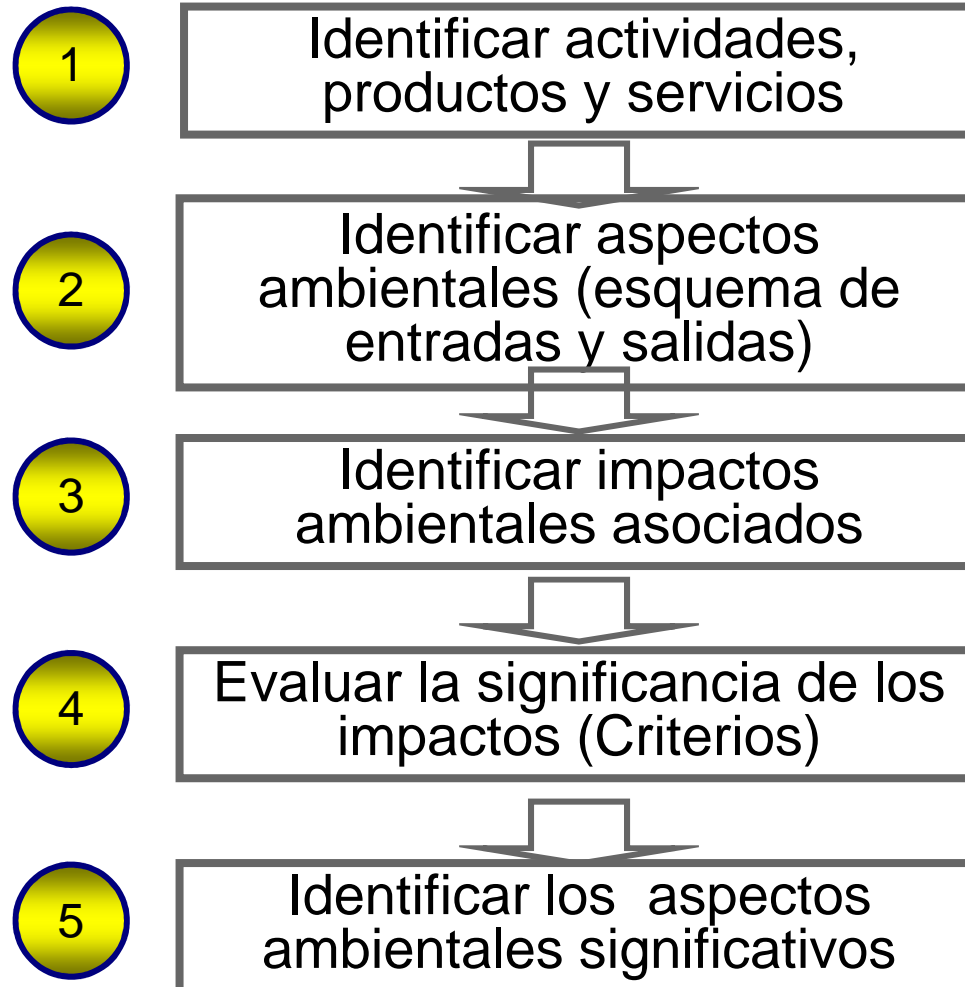 1
Identificar actividades,
productos y servicios
2
Identificar aspectos
ambientales (esquema de
entradas y salidas)
3
Identificar impactos
ambientales asociados
4
Evaluar la significancia de los
impactos (Criterios)
5
Identificar los aspectos
ambientales significativos